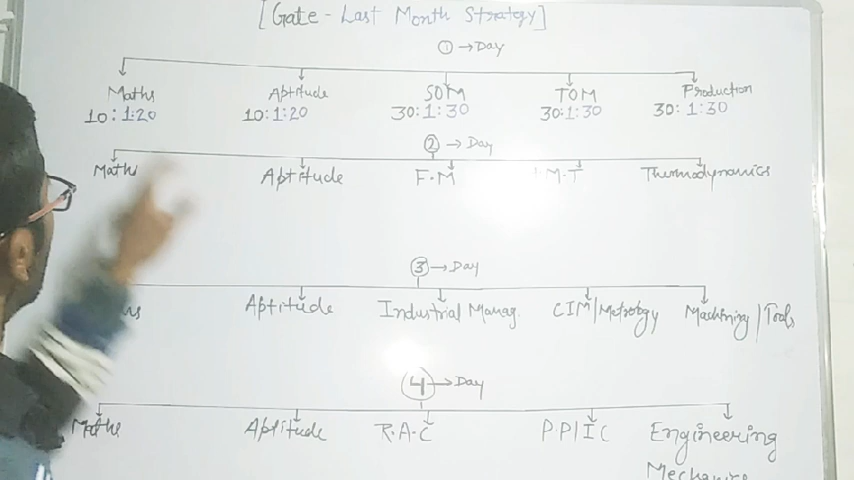 [Gate - Last Month Strategy]
① → Day
Maths Aptitude SOM TOM Production
10:1:20 10:1:20 30:1:30 30:1:30 30:1:30
② → Day
Maths Aptitude F.M M.T Thermodynamics
③ → Day
Aptitude Industrial Manag. CIM/Metrology Machining/Tools
④ → Day
Maths Aptitude R.A.C P.P/IC Engineering